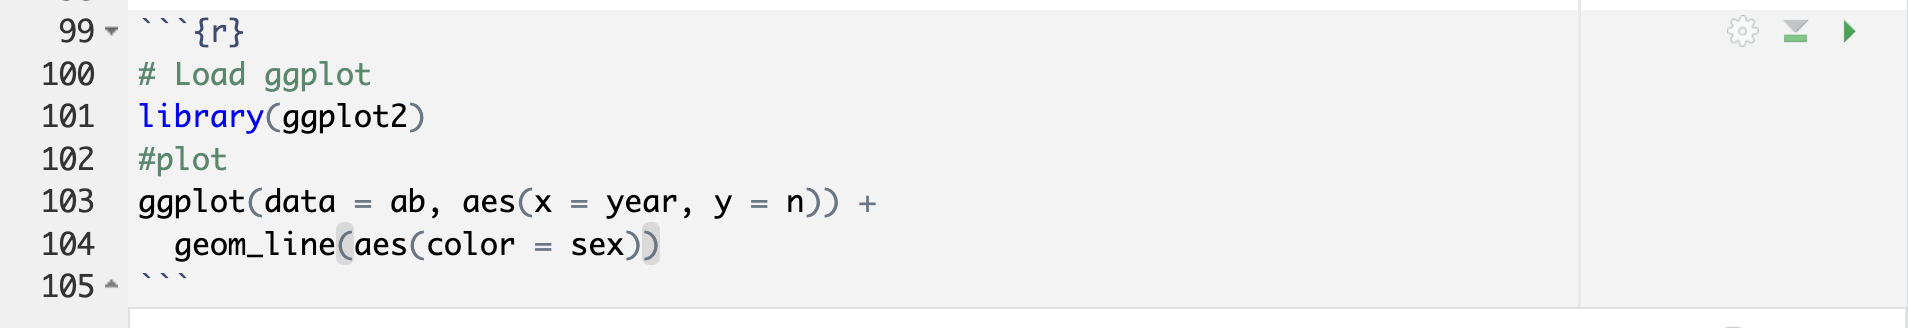 99 ```{r}
100 # Load ggplot
101 library(ggplot2)
102 #plot
103 ggplot(data = ab, aes(x = year, y = n)) +
104   geom_line(aes(color = sex))
105 ```